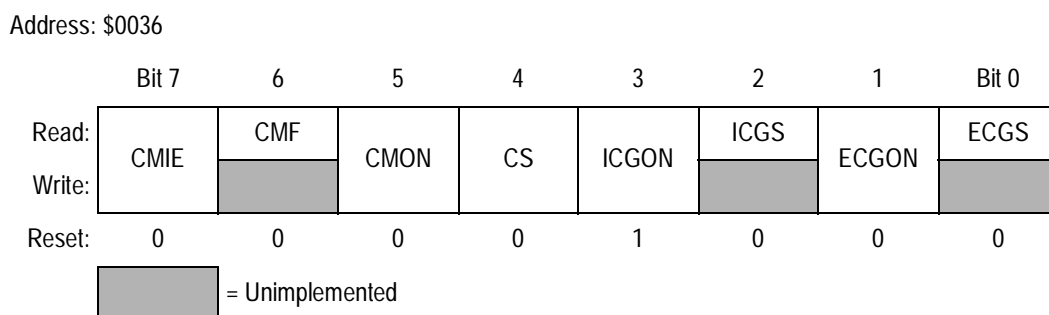 Address: $0036
Bit 7 6 5 4 3 2 1 Bit 0
Read: CMIE CMF CMON CS ICGON ICGS ECGON ECGS
Write:
Reset: 0 0 0 0 1 0 0 0
= Unimplemented